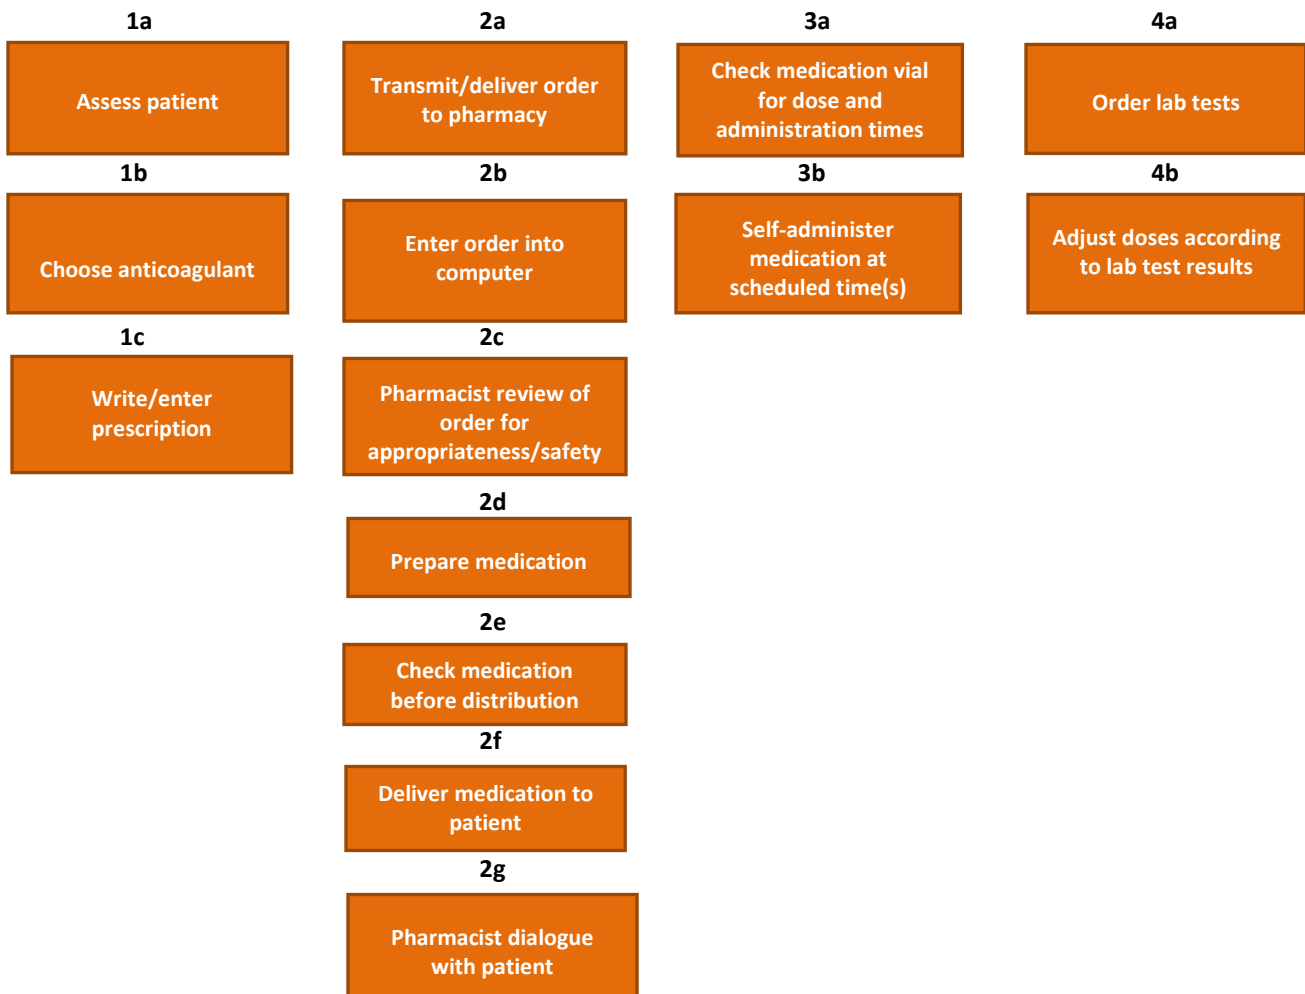 1a
Assess patient
1b
Choose anticoagulant
1c
Write/enter
prescription
2a
Transmit/deliver order
to pharmacy
2b
Enter order into
computer
2c
Pharmacist review of
order for
appropriateness/safety
2d
Prepare medication
2e
Check medication
before distribution
2f
Deliver medication to
patient
2g
Pharmacist dialogue
with patient
3a
Check medication vial
for dose and
administration times
3b
Self-administer
medication at
scheduled time(s)
4a
Order lab tests
4b
Adjust doses according
to lab test results